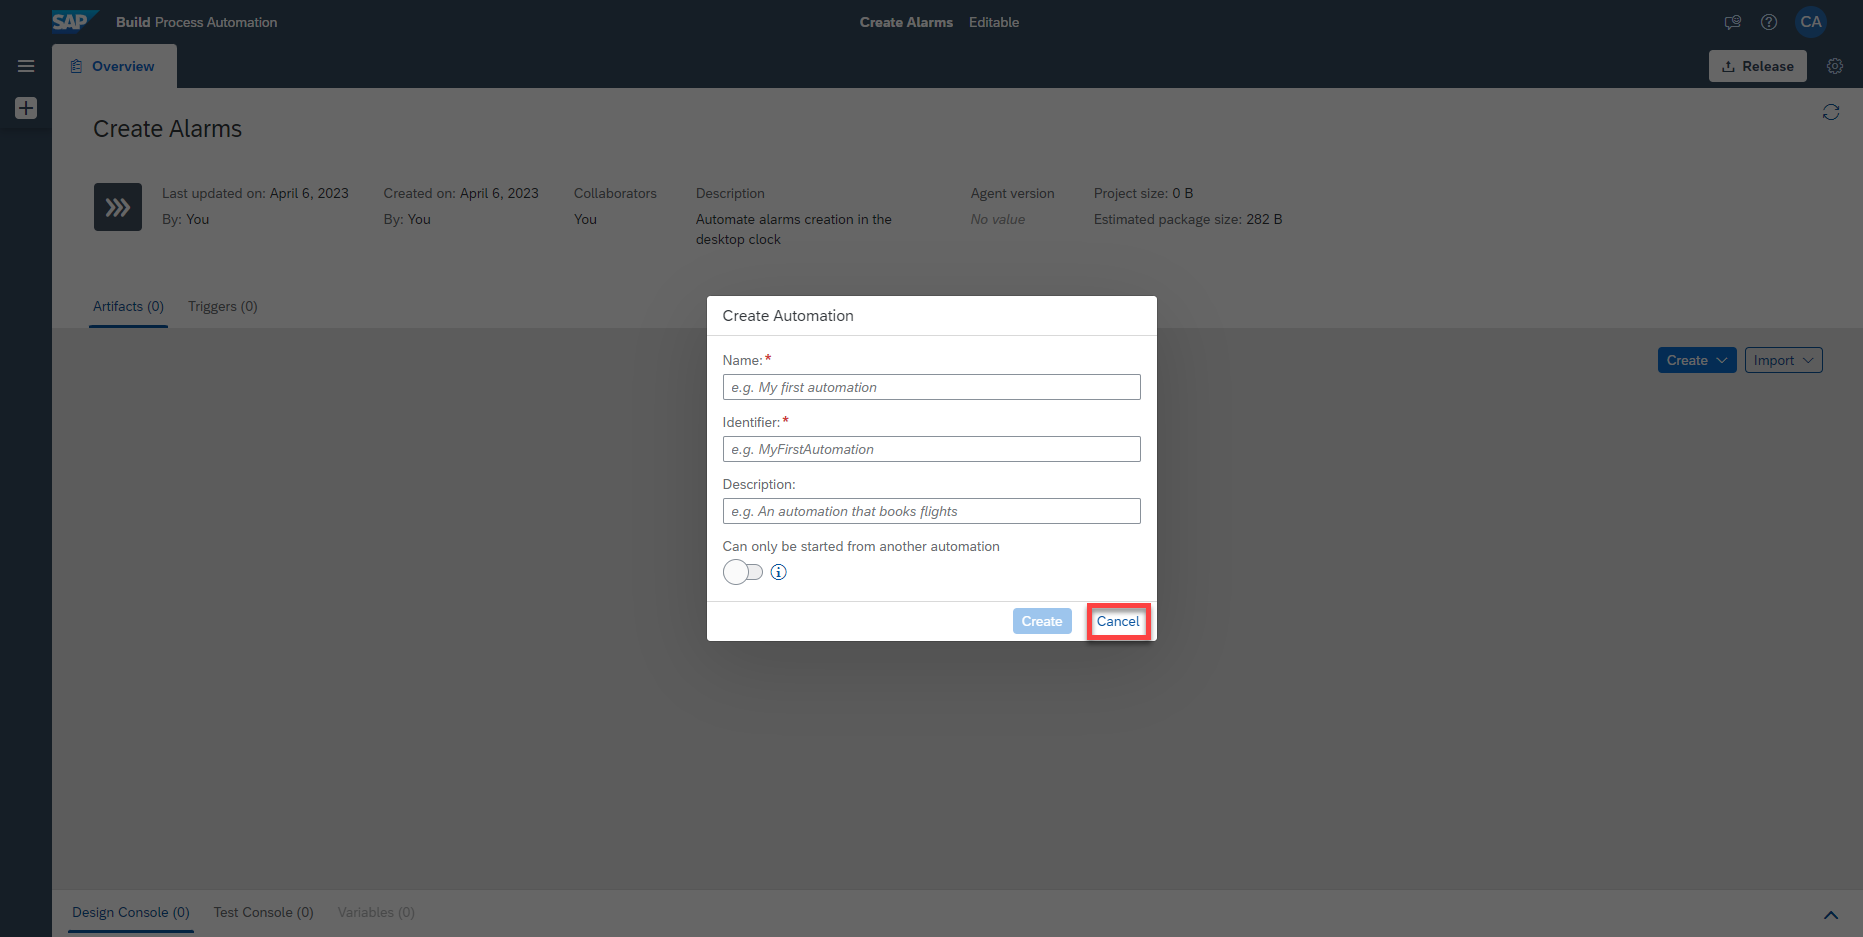 SAP Build Process Automation
Create Alarms Editable
CA
Overview
Release
Create Alarms
Last updated on: April 6, 2023
By: You
Created on: April 6, 2023
By: You
Collaborators
You
Description
Automate alarms creation in the
desktop clock
Agent version
No value
Project size: 0 B
Estimated package size: 282 B
Artifacts (0) Triggers (0)
Create Import
Create Automation
Name:*
e.g. My first automation
Identifier:*
e.g. MyFirstAutomation
Description:
e.g. An automation that books flights
Can only be started from another automation
Create Cancel
Design Console (0) Test Console (0) Variables (0)